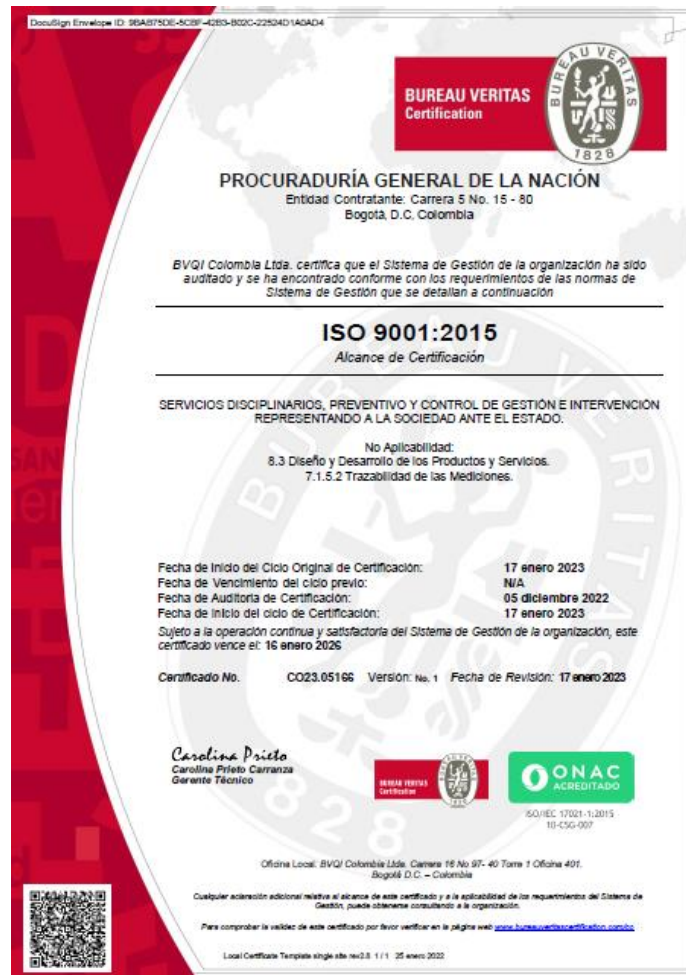 DocuSign Envelope ID: 9BAB75DE-5CBF-42B3-B02C-22524D1A0AD4
BUREAU VERITAS
Certification
BUREAU VERITAS
1828
PROCURADURÍA GENERAL DE LA NACIÓN
Entidad Contratante: Carrera 5 No. 15 - 80
Bogotá, D.C, Colombia
BVQI Colombia Ltda. certifica que el Sistema de Gestión de la organización ha sido
auditado y se ha encontrado conforme con los requerimientos de las normas de
Sistema de Gestión que se detallan a continuación
ISO 9001:2015
Alcance de Certificación
SERVICIOS DISCIPLINARIOS, PREVENTIVO Y CONTROL DE GESTIÓN E INTERVENCIÓN
REPRESENTANDO A LA SOCIEDAD ANTE EL ESTADO.
No Aplicabilidad:
8.3 Diseño y Desarrollo de los Productos y Servicios.
7.1.5.2 Trazabilidad de las Mediciones.
Fecha de Inicio del Ciclo Original de Certificación: 17 enero 2023
Fecha de Vencimiento del ciclo previo: N/A
Fecha de Auditoria de Certificación: 05 diciembre 2022
Fecha de Inicio del ciclo de Certificación: 17 enero 2023
Sujeto a la operación continua y satisfactoria del Sistema de Gestión de la organización, este
certificado vence el: 16 enero 2026
Certificado No. CO23.05166 Versión: No. 1 Fecha de Revisión: 17 enero 2023
Carolina Prieto
Carolina Prieto Carranza
Gerente Técnico
BUREAU VERITAS
Certification
ONAC
ACREDITADO
ISO/IEC 17021-1:2015
10-CSG-007
Oficina Local: BVQI Colombia Ltda. Carrera 16 No 97- 40 Torre 1 Oficina 401.
Bogotá D.C. – Colombia
Cualquier aclaración adicional relativa al alcance de este certificado y a la aplicabilidad de los requerimientos del Sistema de
Gestión, puede obtenerse consultando a la organización.
Para comprobar la validez de este certificado por favor verificar en la página web www.bureauveritascertification.com/co
Local Certificate Template single site rev2.8 1 / 1 25 enero 2022